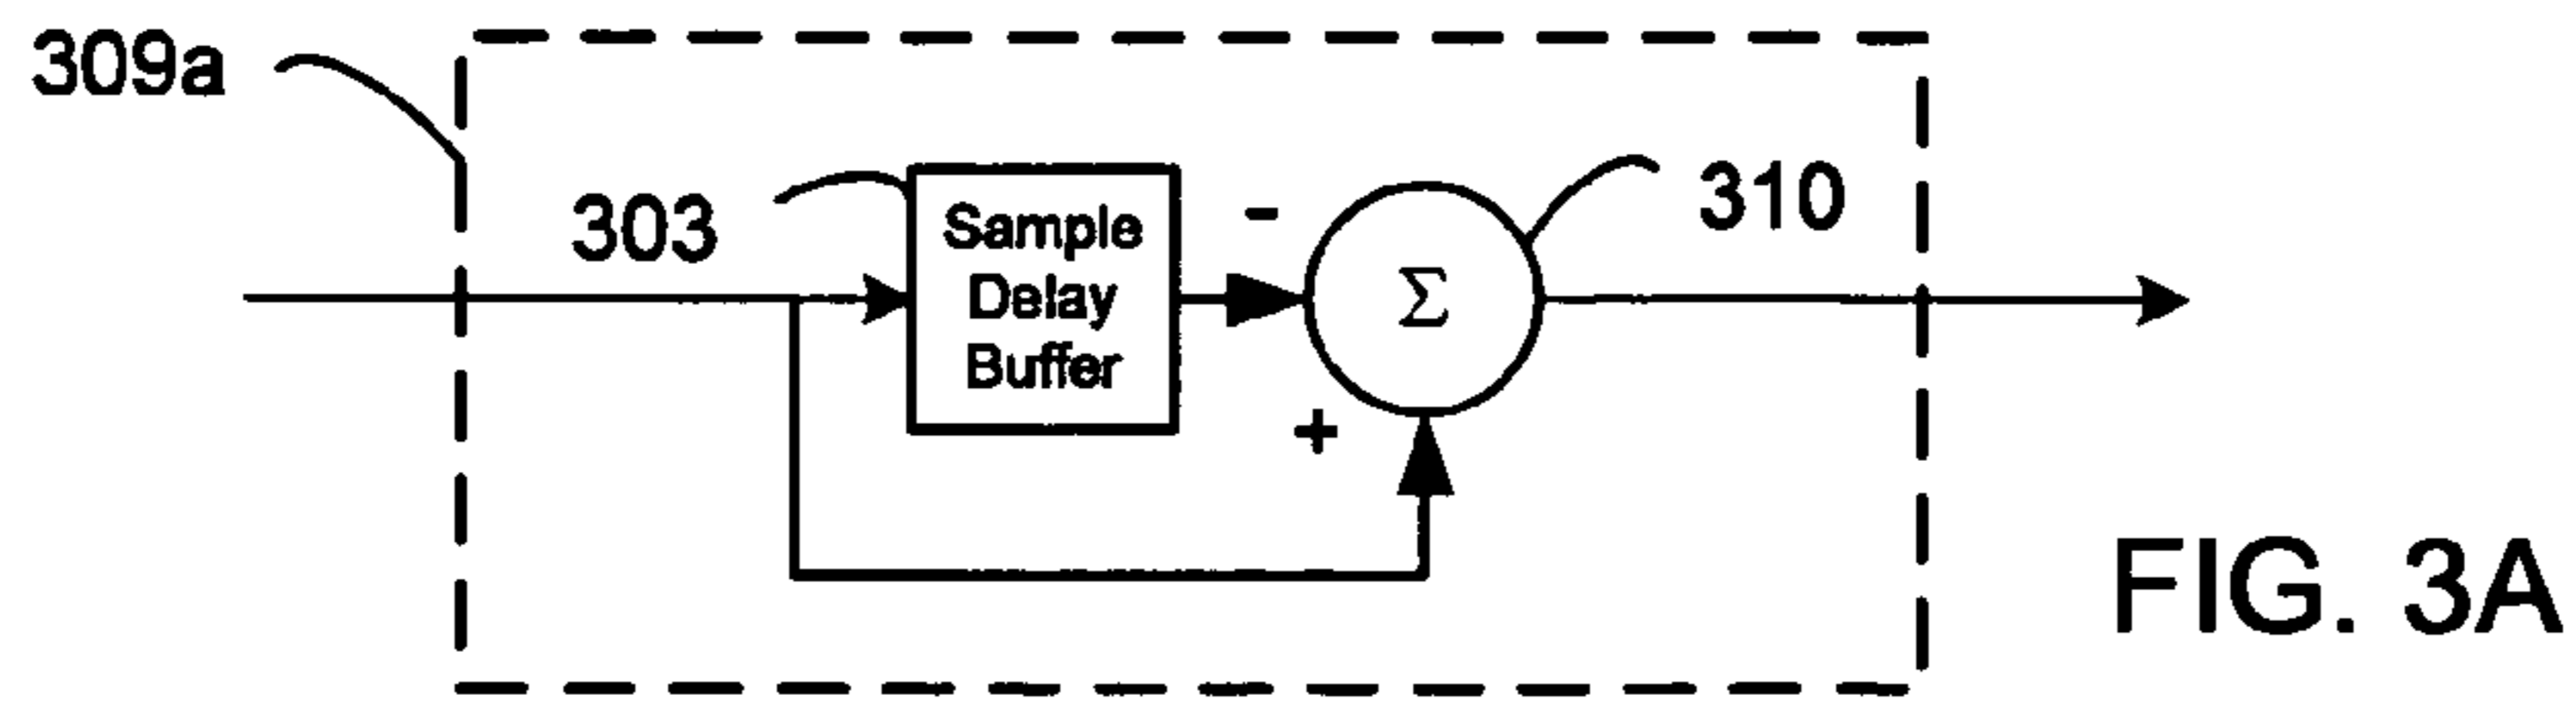 309a
303
Sample
Delay
Buffer
-
Σ
+
310
FIG. 3A